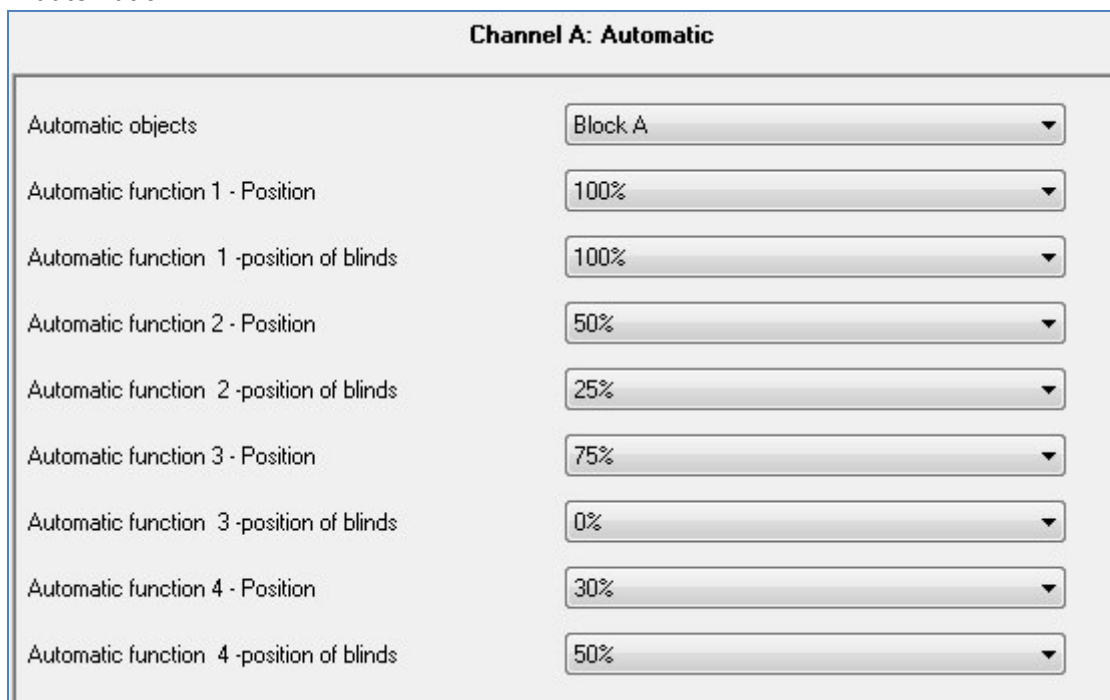 Channel A: Automatic
Automatic objects Block A
Automatic function 1 - Position 100%
Automatic function  1 -position of blinds 100%
Automatic function 2 - Position 50%
Automatic function  2 -position of blinds 25%
Automatic function 3 - Position 75%
Automatic function  3 -position of blinds 0%
Automatic function 4 - Position 30%
Automatic function  4 -position of blinds 50%